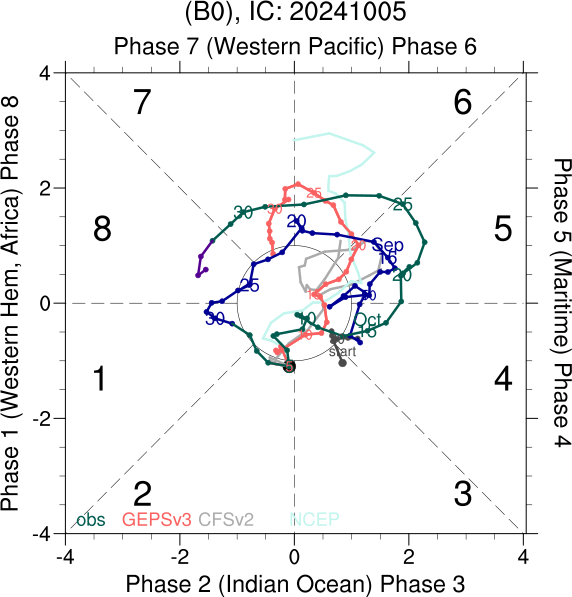 (B0), IC: 20241005
Phase 7 (Western Pacific) Phase 6
4
7
6
Phase 1 (Western Hem, Africa) Phase 8
Phase 5 (Maritime) Phase 4
2
30
25
25
20
8
5
Sep
15
20
25
0
30
10
Oct
15
start
5
-2
1
4
2
3
obs GEPSv3 CFSv2 NCEP
-4
-4 -2 0 2 4
Phase 2 (Indian Ocean) Phase 3